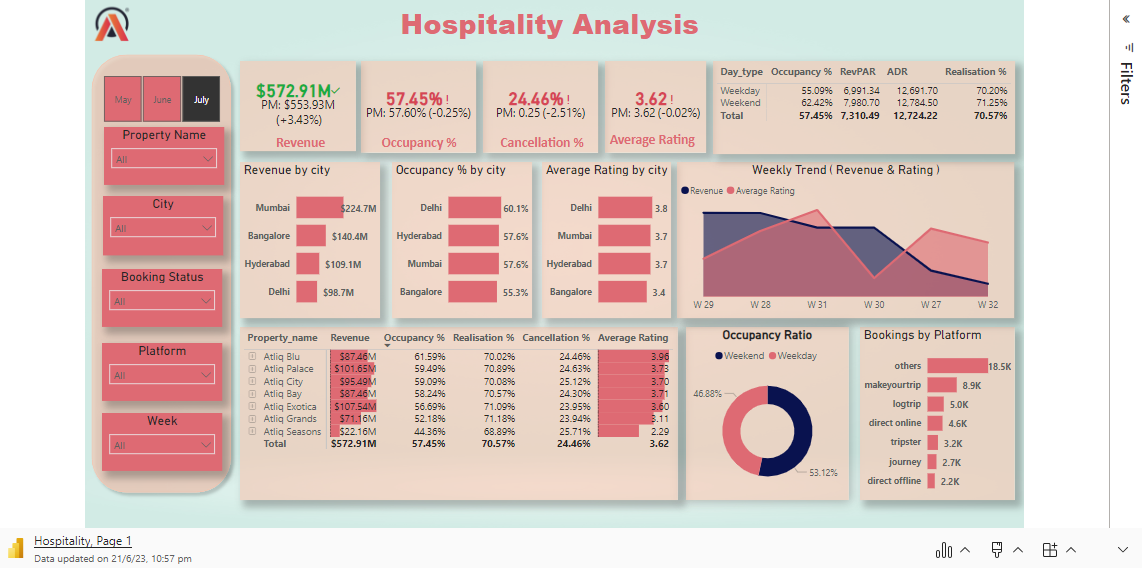 Hospitality Analysis
May June July
Property Name
All
City
All
Booking Status
All
Platform
All
Week
All
$572.91M
PM: $553.93M
(+3.43%)
Revenue
57.45% !
PM: 57.60% (-0.25%)
Occupancy %
24.46% !
PM: 0.25 (-2.51%)
Cancellation %
3.62 !
PM: 3.62 (-0.02%)
Average Rating
Day_type Occupancy % RevPAR ADR Realisation %
Weekday 55.09% 6,991.34 12,691.70 70.20%
Weekend 62.42% 7,980.70 12,784.50 71.25%
Total 57.45% 7,310.49 12,724.22 70.57%
Revenue by city
Mumbai $224.7M
Bangalore $140.4M
Hyderabad $109.1M
Delhi $98.7M
Occupancy % by city
Delhi 60.1%
Hyderabad 57.6%
Mumbai 57.6%
Bangalore 55.3%
Average Rating by city
Delhi 3.8
Mumbai 3.7
Hyderabad 3.7
Bangalore 3.4
Weekly Trend ( Revenue & Rating )
Revenue Average Rating
W 29 W 28 W 31 W 30 W 27 W 32
Property_name Revenue Occupancy % Realisation % Cancellation % Average Rating
Atliq Blu $87.46M 61.59% 70.02% 24.46% 3.96
Atliq Palace $101.65M 59.49% 70.89% 24.63% 3.73
Atliq City $95.49M 59.09% 70.08% 25.12% 3.70
Atliq Bay $87.46M 58.24% 70.57% 24.30% 3.71
Atliq Exotica $107.54M 56.69% 71.09% 23.95% 3.60
Atliq Grands $71.16M 52.18% 71.18% 23.94% 3.11
Atliq Seasons $22.16M 44.36% 68.89% 25.71% 2.29
Total $572.91M 57.45% 70.57% 24.46% 3.62
Occupancy Ratio
Weekend Weekday
46.88%
53.12%
Bookings by Platform
others 18.5K
makeyourtrip 8.9K
logtrip 5.0K
direct online 4.6K
tripster 3.2K
journey 2.7K
direct offline 2.2K
Filters
Hospitality, Page 1
Data updated on 21/6/23, 10:57 pm